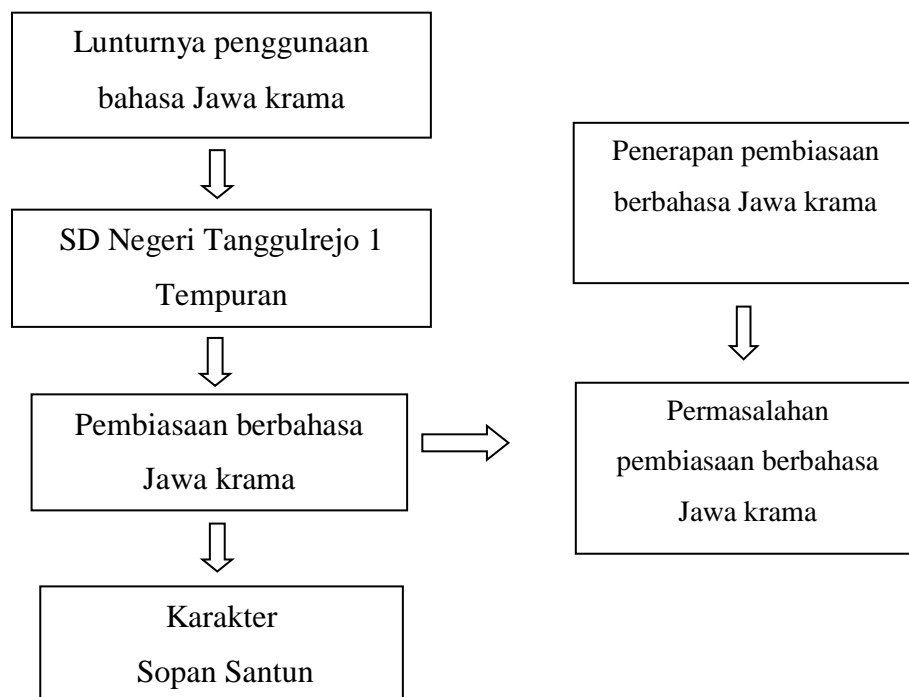 Lunturnya penggunaan
bahasa Jawa krama
SD Negeri Tanggulrejo 1
Tempuran
Pembiasaan berbahasa
Jawa krama
Karakter
Sopan Santun
Penerapan pembiasaan
berbahasa Jawa krama
Permasalahan
pembiasaan berbahasa
Jawa krama